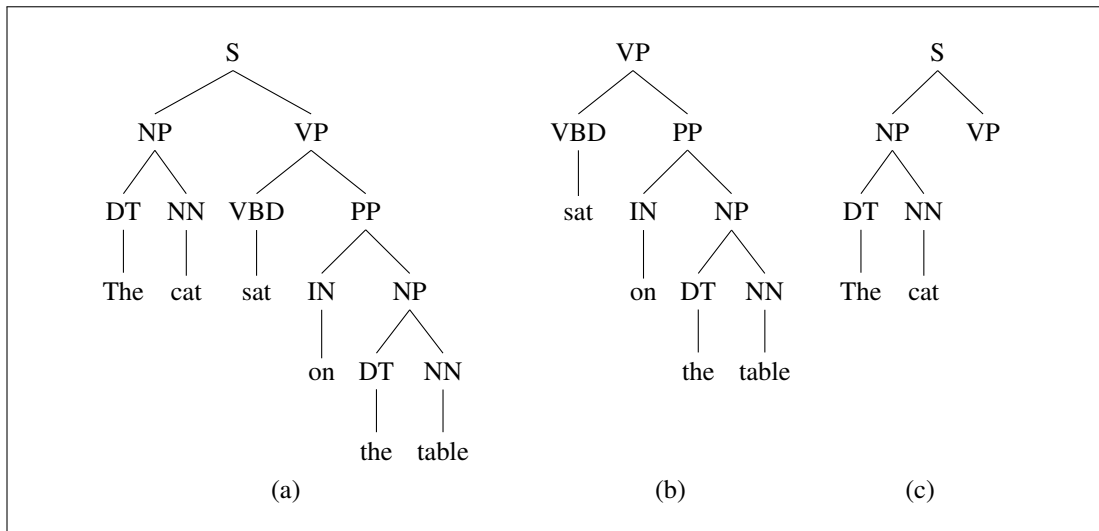 S VP S
NP VP VBD PP NP VP
DT NN VBD PP sat IN NP DT NN
The cat sat IN NP on DT NN The cat
on DT NN the table
the table
(a) (b) (c)